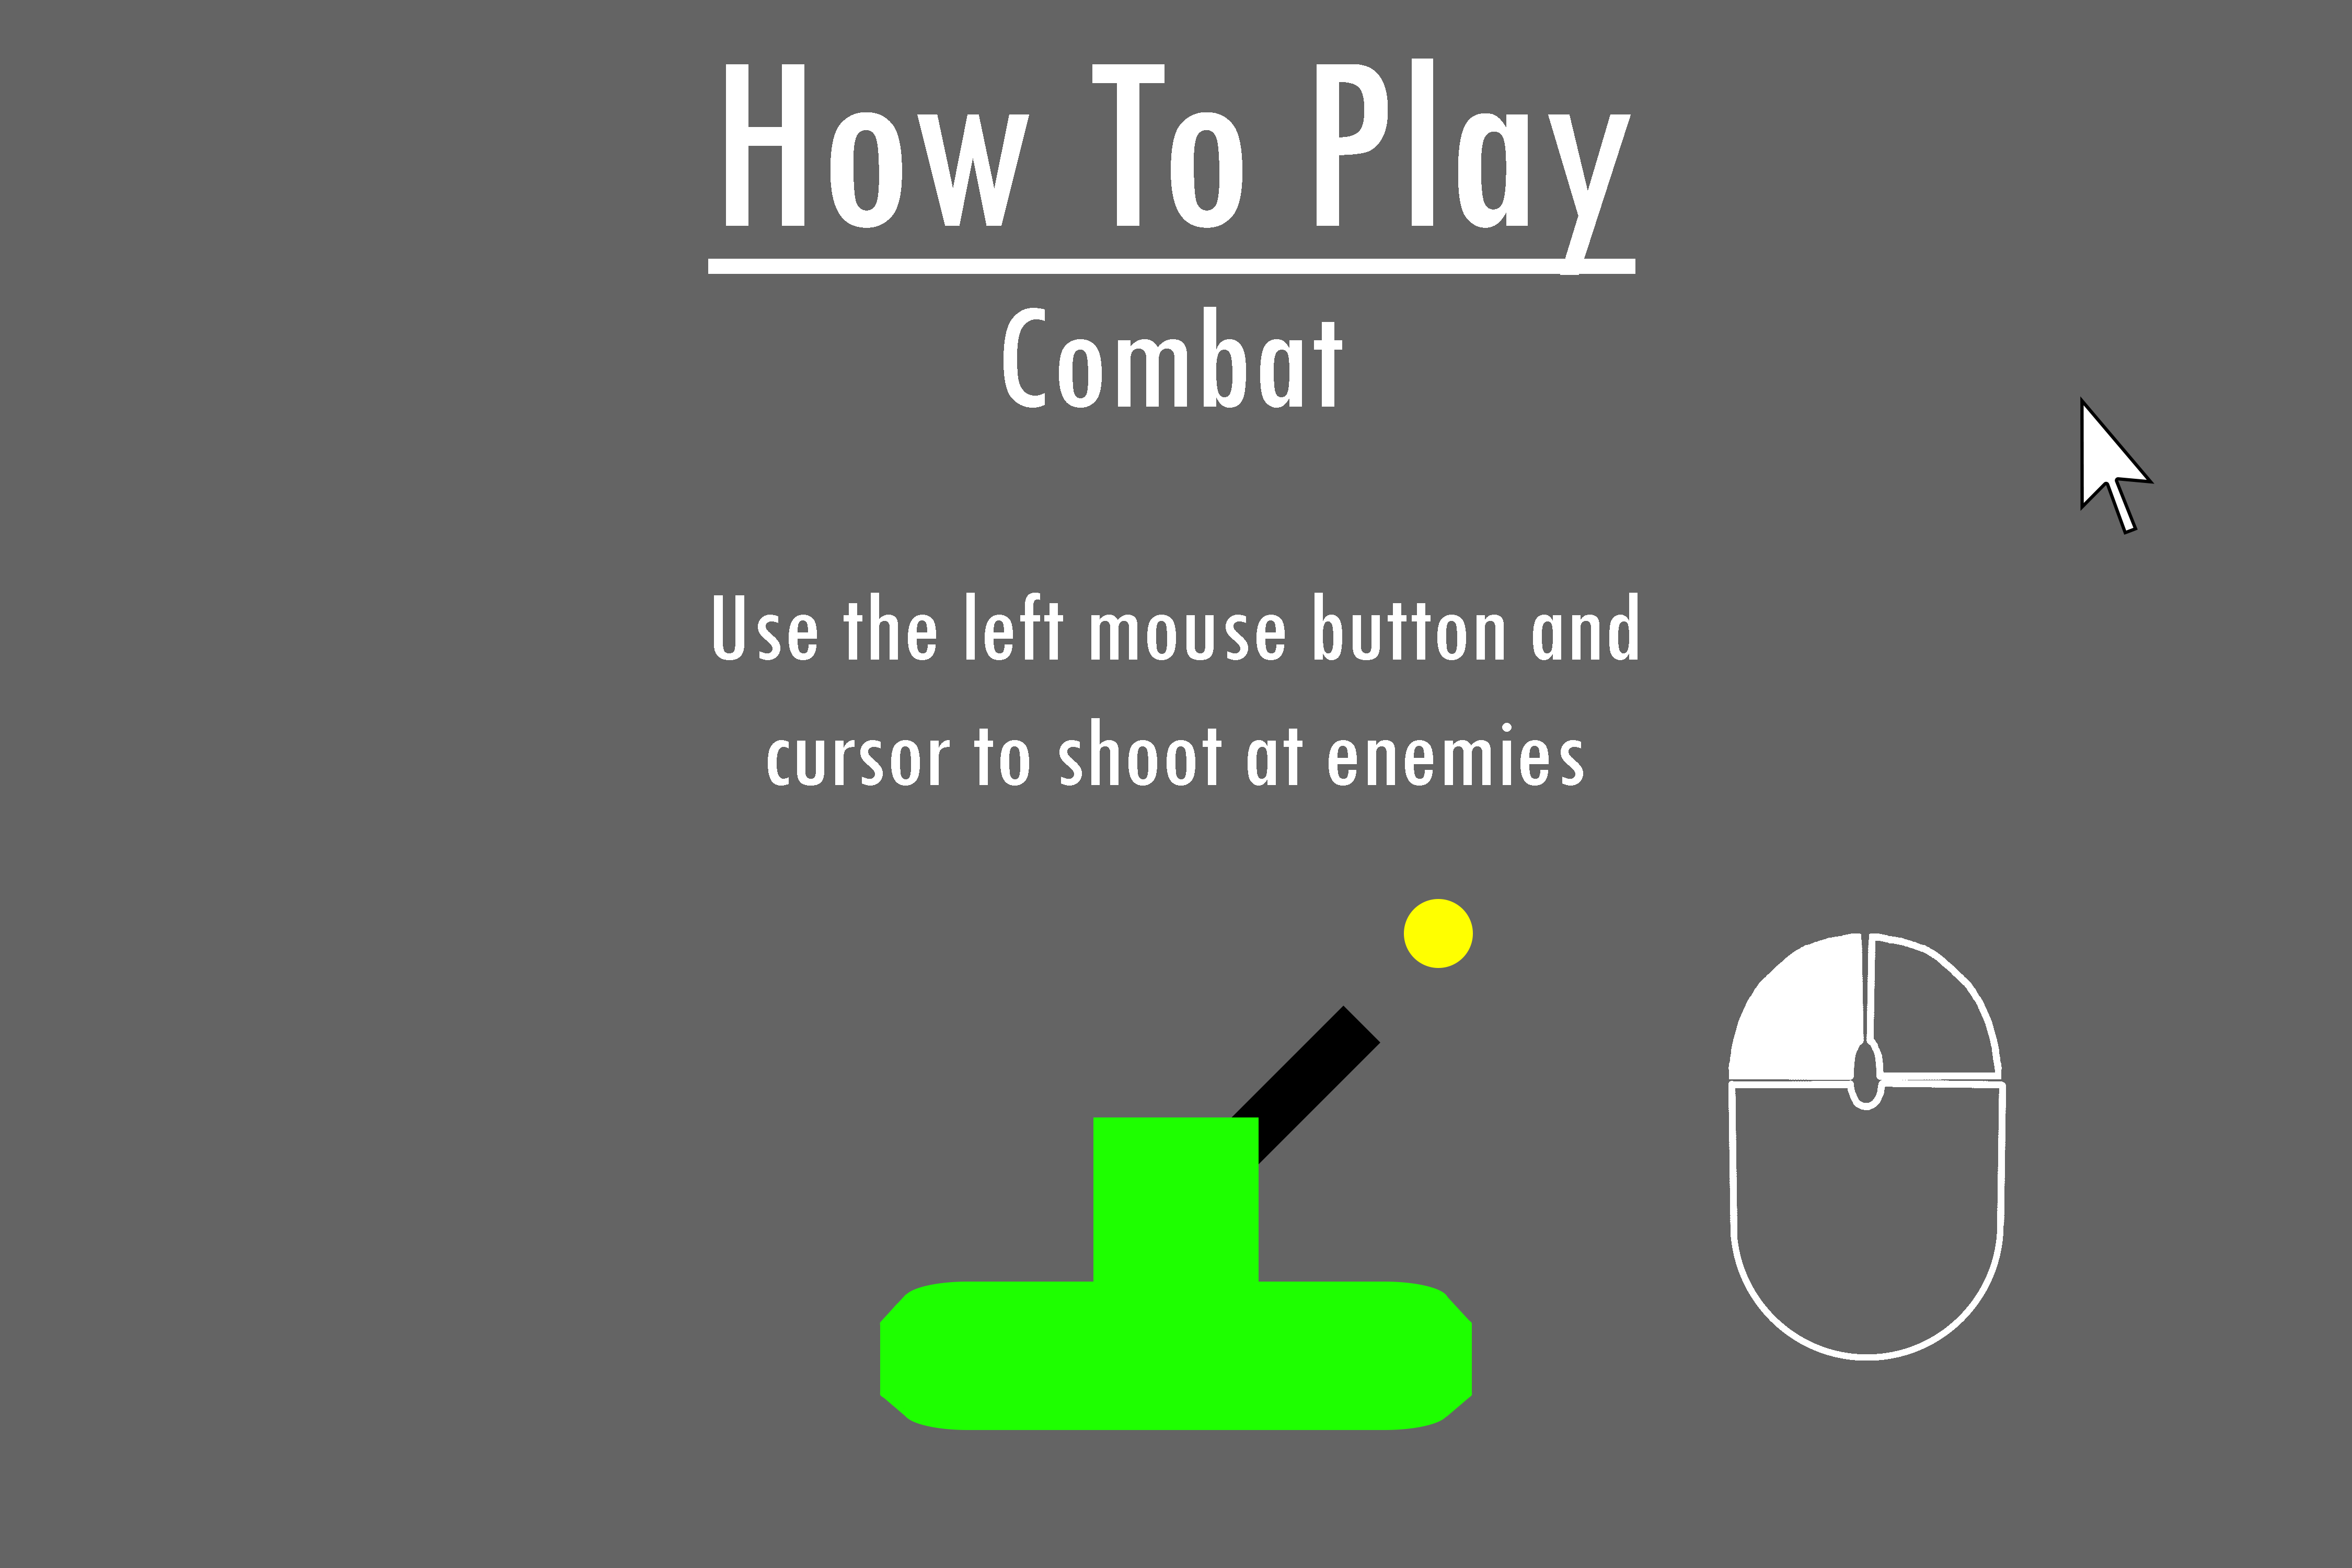 How To Play
Combat
Use the left mouse button and
cursor to shoot at enemies